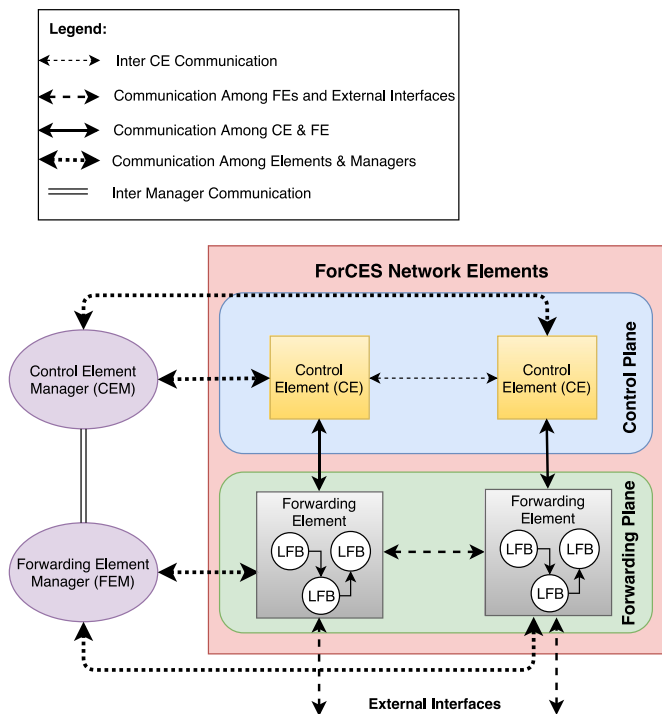 Legend:
Inter CE Communication
Communication Among FEs and External Interfaces
Communication Among CE & FE
Communication Among Elements & Managers
Inter Manager Communication
ForCES Network Elements
Control Plane
Control Element
Manager (CEM)
Control
Element (CE)
Control
Element (CE)
Forwarding Plane
Forwarding Element
Manager (FEM)
Forwarding
Element
LFB
LFB
LFB
Forwarding
Element
LFB
LFB
LFB
External Interfaces